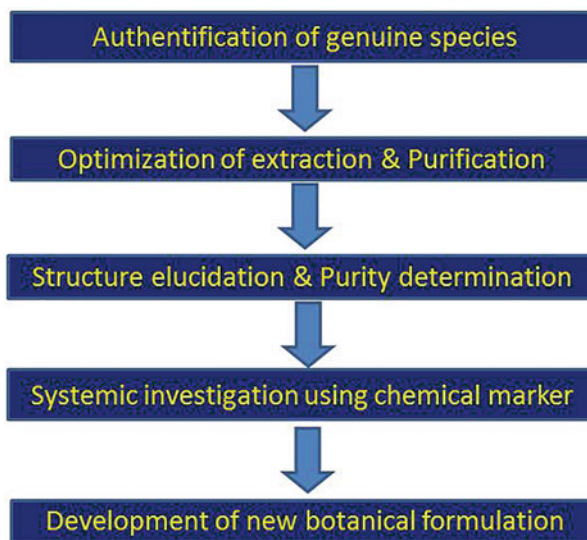 Authentification of genuine species
Optimization of extraction & Purification
Structure elucidation & Purity determination
Systemic investigation using chemical marker
Development of new botanical formulation